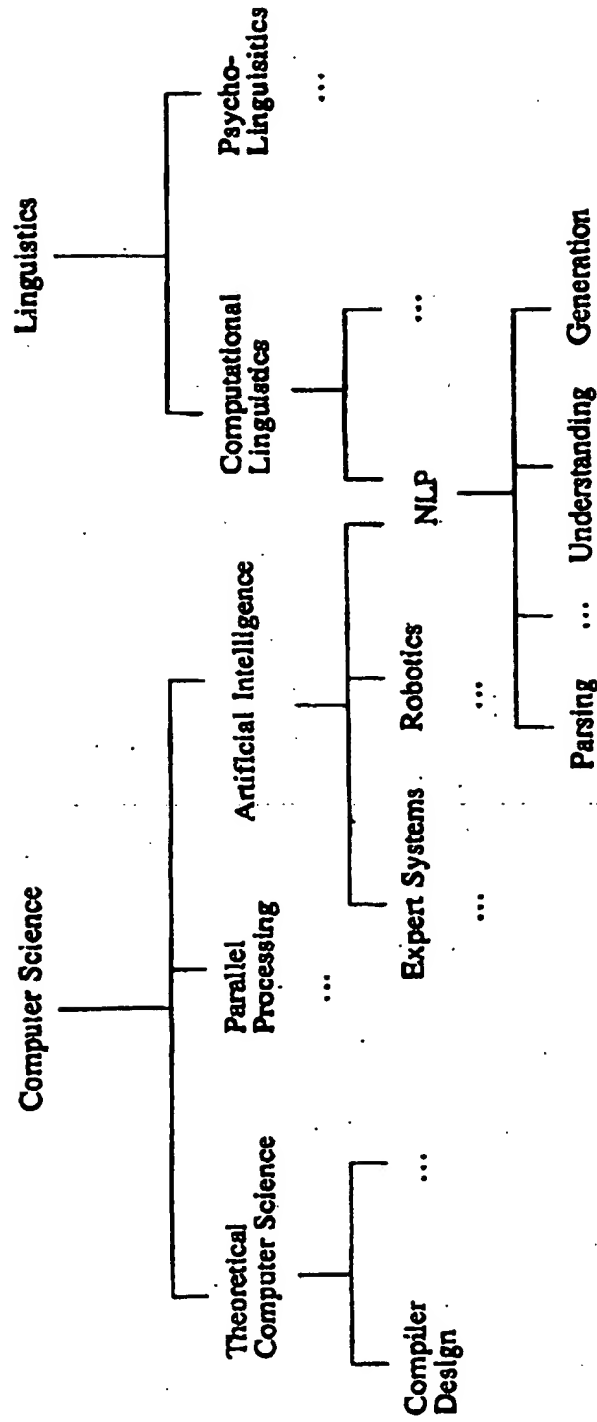 Computer Science
Linguistics
Theoretical
Computer Science
Parallel
Processing
...
Artificial Intelligence
Computational
Linguistics
Psycho-
Linguisitics
...
Compiler
Design
...
Expert Systems
...
Robotics
...
NLP
...
Parsing
...
Understanding
Generation